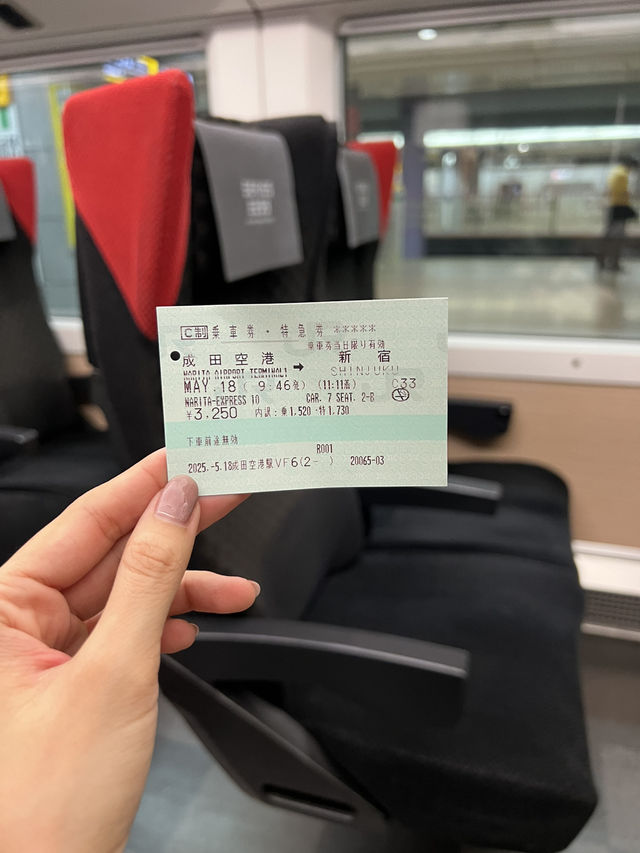 C制 乗車券・特急券 *****
乗車券当日限り有効
成田空港 ➡ 新宿
NARITA AIRPORT TERMINAL1 SHINJUKU
MAY.18 ( 9:46発) (11:11着) C33
NARITA-EXPRESS 10 CAR.7 SEAT.2-B
¥3,250 内訳:乗1,520・特1,730
下車前途無効
R001
2025.-5.18成田空港駅VF6(2- ) 20065-03